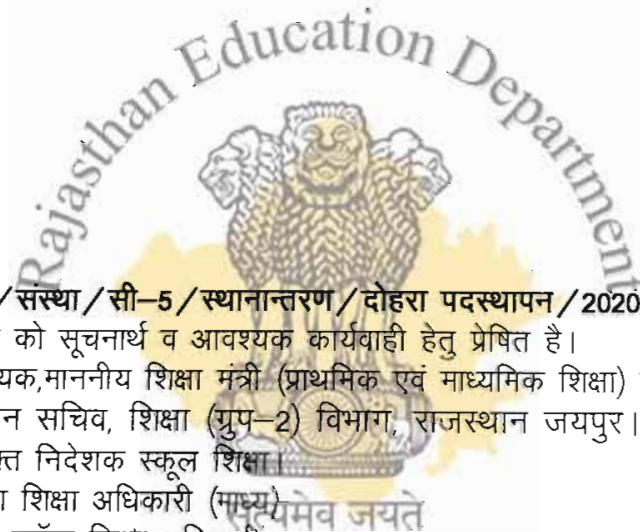 Rajasthan Education Department
/संस्था/सी–5/स्थानान्तरण/दोहरा पदस्थापन/2020
को सूचनार्थ व आवश्यक कार्यवाही हेतु प्रेषित है।
यक,माननीय शिक्षा मंत्री (प्राथमिक एवं माध्यमिक शिक्षा)
न सचिव, शिक्षा (ग्रुप–2) विभाग, राजस्थान जयपुर।
क्त निदेशक स्कूल शिक्षा।
ा शिक्षा अधिकारी (माध्य)
सत्यमेव जयते